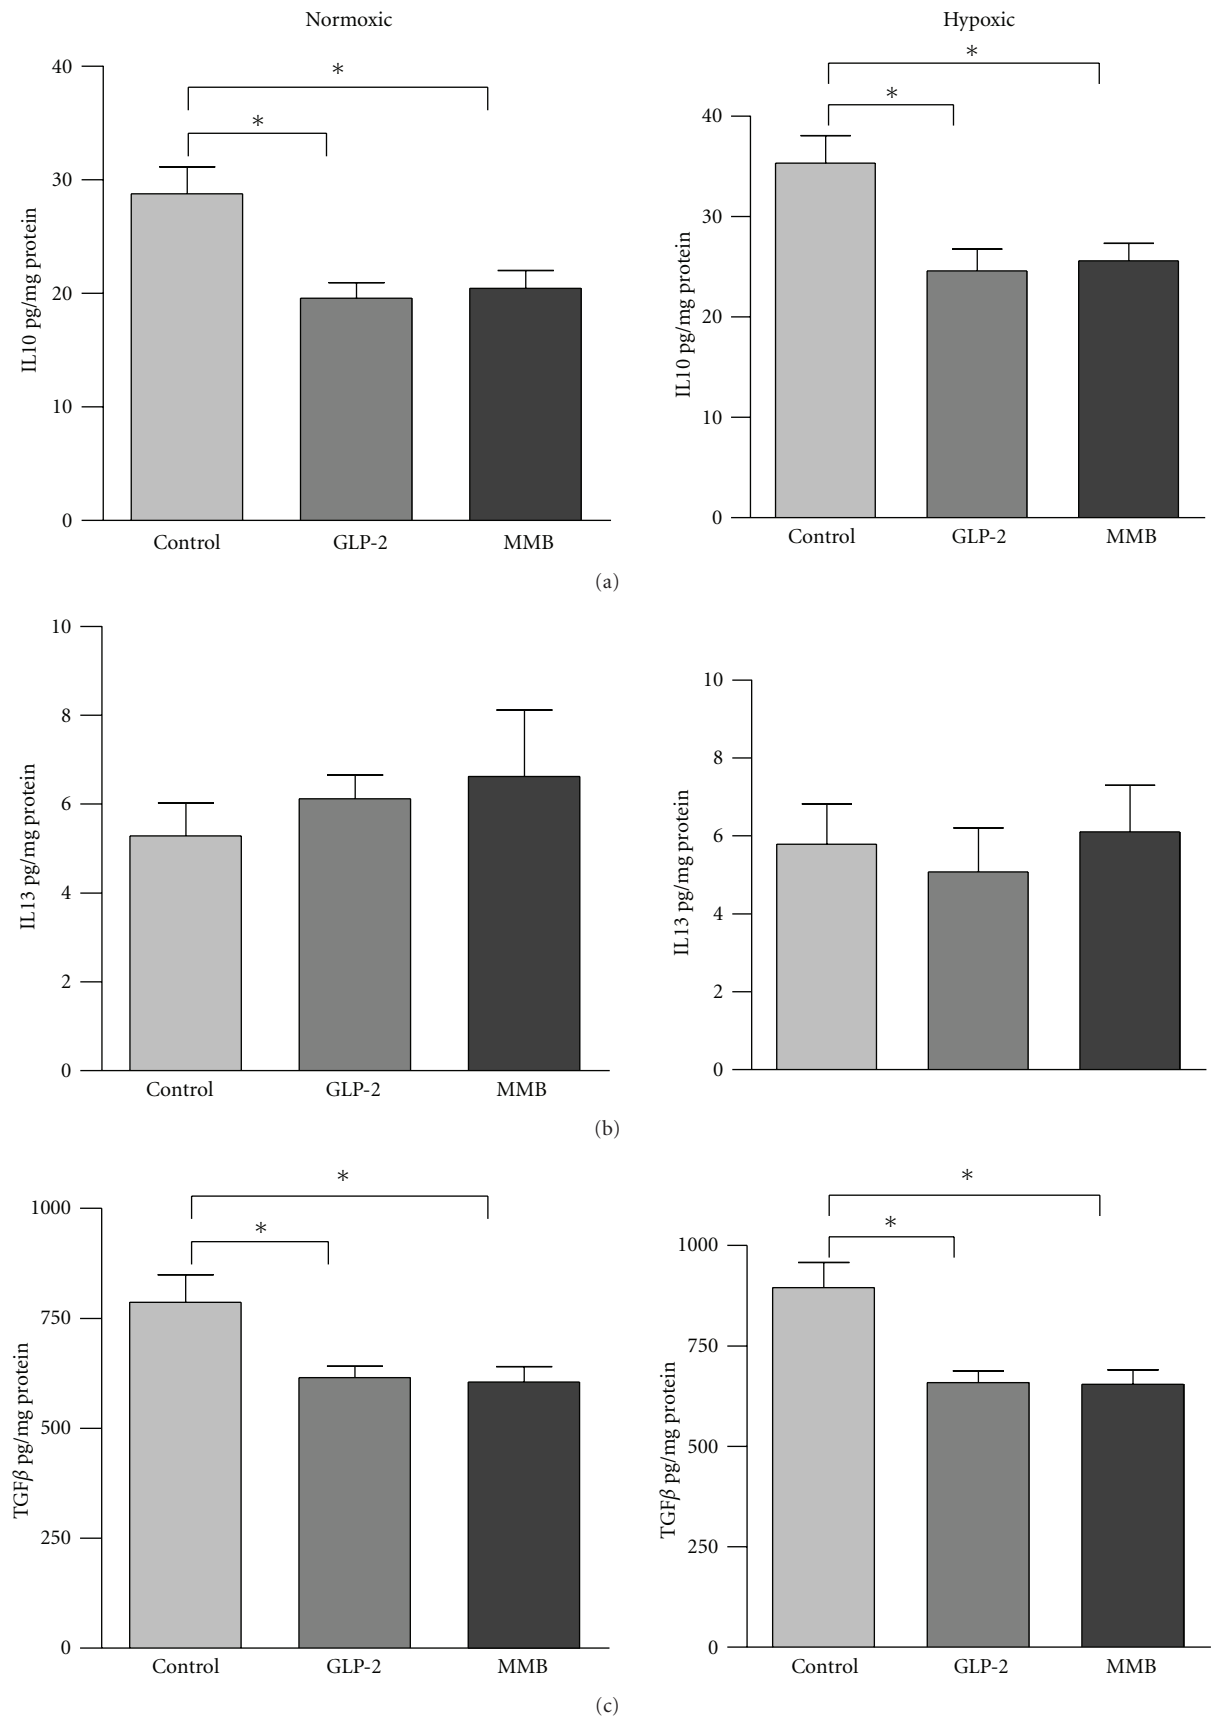 Normoxic
40
30
20
10
0
IL10 pg/mg protein
*
*
Control GLP-2 MMB
Hypoxic
40
30
20
10
0
IL10 pg/mg protein
*
*
Control GLP-2 MMB
(a)
10
8
6
4
2
0
IL13 pg/mg protein
Control GLP-2 MMB
10
8
6
4
2
0
IL13 pg/mg protein
(b)
1000
750
500
250
0
TGFβ pg/mg protein
*
*
Control GLP-2 MMB
1000
750
500
250
0
TGFβ pg/mg protein
*
*
Control GLP-2 MMB
(c)